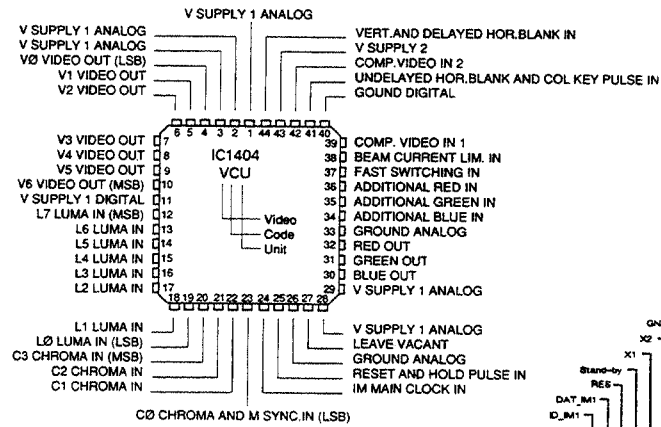 V SUPPLY 1 ANALOG
V SUPPLY 1 ANALOG
V SUPPLY 1 ANALOG
VØ VIDEO OUT (LSB)
V1 VIDEO OUT
V2 VIDEO OUT
VERT.AND DELAYED HOR.BLANK IN
V SUPPLY 2
COMP.VIDEO IN 2
UNDELAYED HOR.BLANK AND COL KEY PULSE IN
GOUND DIGITAL
6 5 4 3 2 1 44 43 42 41 40
V3 VIDEO OUT 7
V4 VIDEO OUT 8
V5 VIDEO OUT 9
V6 VIDEO OUT (MSB) 10
V SUPPLY 1 DIGITAL 11
L7 LUMA IN (MSB) 12
L6 LUMA IN 13
L5 LUMA IN 14
L4 LUMA IN 15
L3 LUMA IN 16
L2 LUMA IN 17
IC1404
VCU
Video
Code
Unit
39 COMP. VIDEO IN 1
38 BEAM CURRENT LIM. IN
37 FAST SWITCHING IN
36 ADDITIONAL RED IN
35 ADDITIONAL GREEN IN
34 ADDITIONAL BLUE IN
33 GROUND ANALOG
32 RED OUT
31 GREEN OUT
30 BLUE OUT
29 V SUPPLY 1 ANALOG
18 19 20 21 22 23 24 25 26 27 28
L1 LUMA IN
LØ LUMA IN (LSB)
C3 CHROMA IN (MSB)
C2 CHROMA IN
C1 CHROMA IN
CØ CHROMA AND M SYNC.IN (LSB)
V SUPPLY 1 ANALOG
LEAVE VACANT
GROUND ANALOG
RESET AND HOLD PULSE IN
IM MAIN CLOCK IN
GN
X2
X1
Stand-by
RES
DAT_IM1
ID_IM1